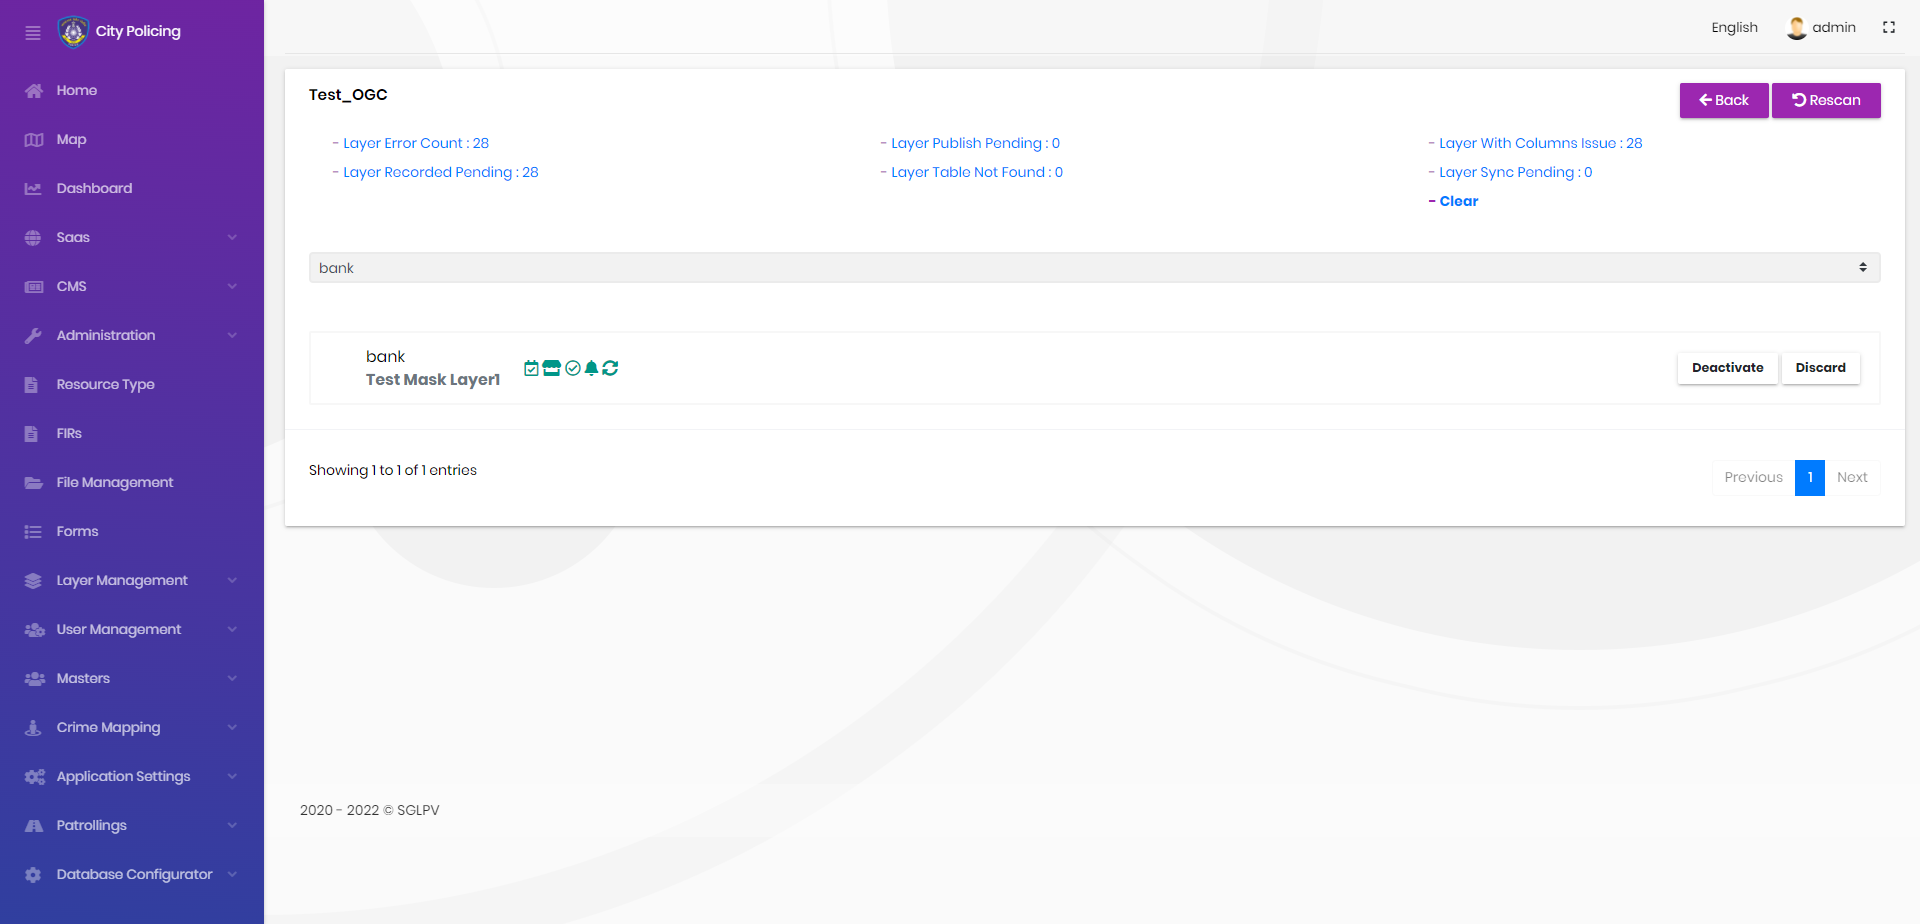 City Policing
Home
Map
Dashboard
Saas
CMS
Administration
Resource Type
FIRs
File Management
Forms
Layer Management
User Management
Masters
Crime Mapping
Application Settings
Patrollings
Database Configurator
English admin
Test_OGC
Back Rescan
- Layer Error Count : 28
- Layer Publish Pending : 0
- Layer With Columns Issue : 28
- Layer Recorded Pending : 28
- Layer Table Not Found : 0
- Layer Sync Pending : 0
- Clear
bank
bank
Test Mask Layer1
Deactivate Discard
Showing 1 to 1 of 1 entries
Previous 1 Next
2020 - 2022 © SGLPV